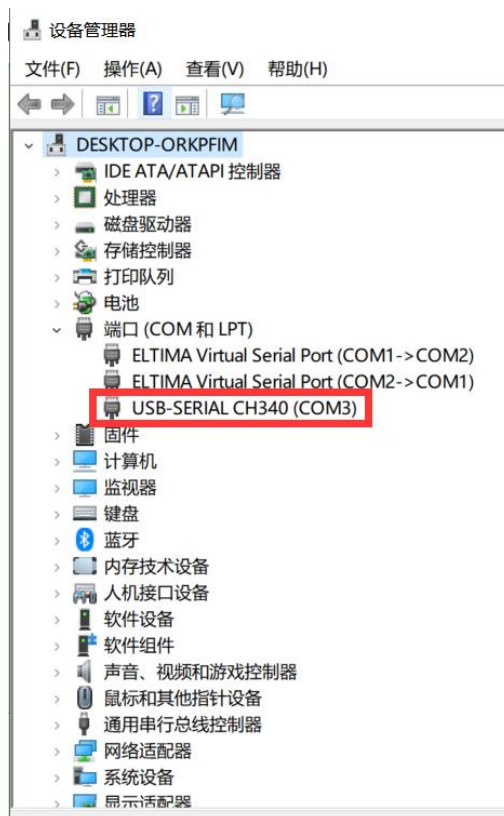 设备管理器
文件(F) 操作(A) 查看(V) 帮助(H)
DESKTOP-ORKPFIM
IDE ATA/ATAPI 控制器
处理器
磁盘驱动器
存储控制器
打印队列
电池
端口 (COM 和 LPT)
ELTIMA Virtual Serial Port (COM1->COM2)
ELTIMA Virtual Serial Port (COM2->COM1)
USB-SERIAL CH340 (COM3)
固件
计算机
监视器
键盘
蓝牙
内存技术设备
人机接口设备
软件设备
软件组件
声音、视频和游戏控制器
鼠标和其他指针设备
通用串行总线控制器
网络适配器
系统设备
显示适配器